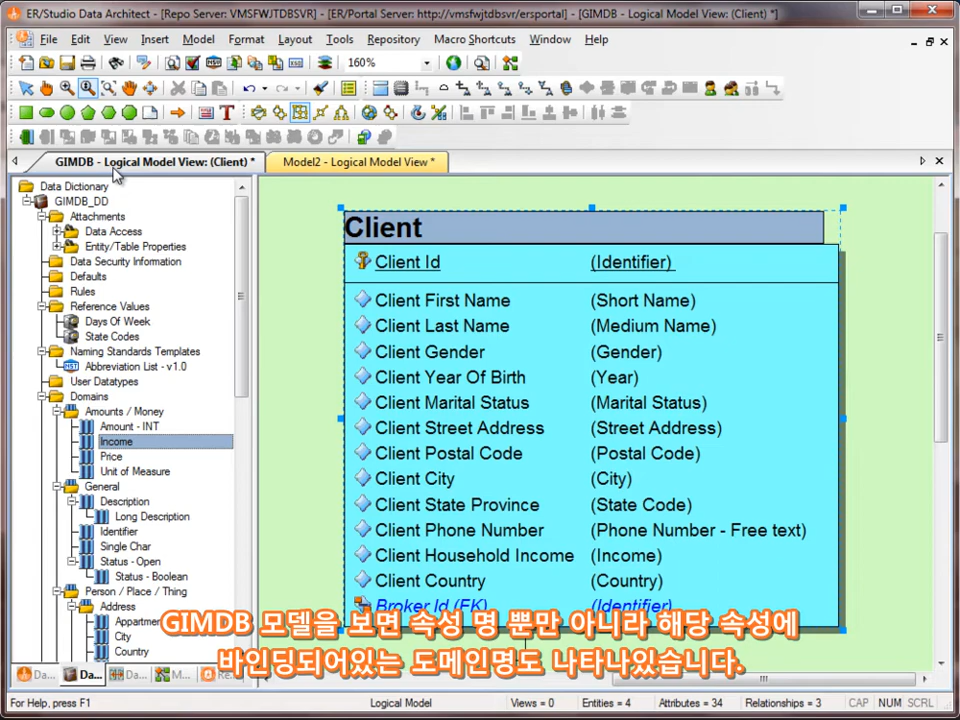 ER/Studio Data Architect - [Repo Server: VMSFWJTDBSVR] - [ER/Portal Server: http://vmsfwjtdbsvr/ersportal] - [GIMDB - Logical Model View: (Client) *]
File Edit View Insert Model Format Layout Tools Repository Macro Shortcuts Window Help
160%
GIMDB - Logical Model View: (Client) *
Model2 - Logical Model View *
Data Dictionary
GIMDB_DD
Attachments
Data Access
Entity/Table Properties
Data Security Information
Defaults
Rules
Reference Values
Days Of Week
State Codes
Naming Standards Templates
Abbreviation List - v1.0
User Datatypes
Domains
Amounts / Money
Amount - INT
Income
Price
Unit of Measure
General
Description
Long Description
Identifier
Single Char
Status - Open
Status - Boolean
Person / Place / Thing
Address
City
Country
Client
Client Id (Identifier)
Client First Name (Short Name)
Client Last Name (Medium Name)
Client Gender (Gender)
Client Year Of Birth (Year)
Client Marital Status (Marital Status)
Client Street Address (Street Address)
Client Postal Code (Postal Code)
Client City (City)
Client State Province (State Code)
Client Phone Number (Phone Number - Free text)
Client Household Income (Income)
Client Country (Country)
Broker Id (FK) (Identifier)
GIMDB 모델을 보면 속성 명 뿐만 아니라 해당 속성에
바인딩되어있는 도메인명도 나타나있습니다.
Da... Da... Da... M... Re...
For Help, press F1 Logical Model Views = 0 Entities = 4 Attributes = 34 Relationships = 3 CAP NUM SCRL